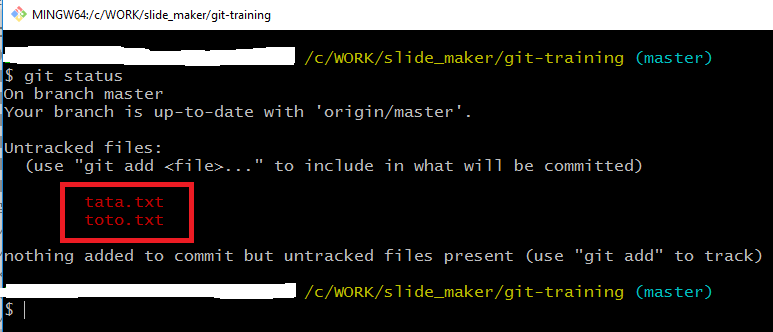 MINGW64:/c/WORK/slide_maker/git-training
/c/WORK/slide_maker/git-training (master)
$ git status
On branch master
Your branch is up-to-date with 'origin/master'.
Untracked files:
(use "git add <file>..." to include in what will be committed)
tata.txt
toto.txt
nothing added to commit but untracked files present (use "git add" to track)
/c/WORK/slide_maker/git-training (master)
$